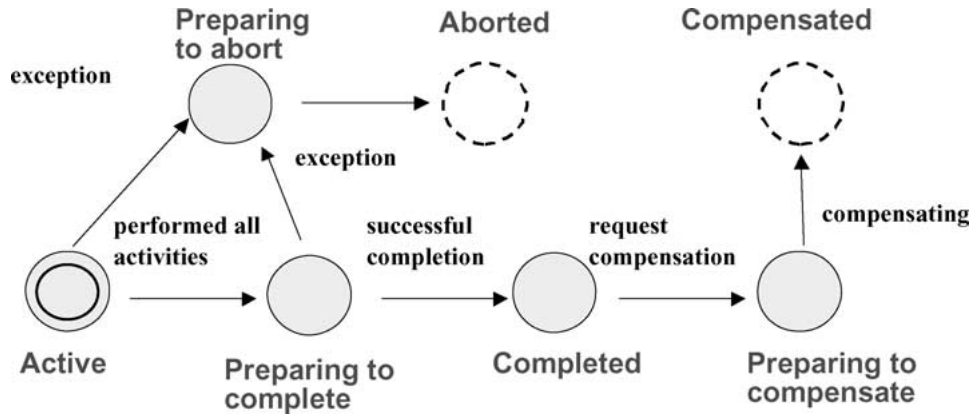 Preparing
to abort
Aborted
Compensated
exception
exception
performed all
activities
successful
completion
request
compensation
compensating
Active
Preparing to
complete
Completed
Preparing to
compensate